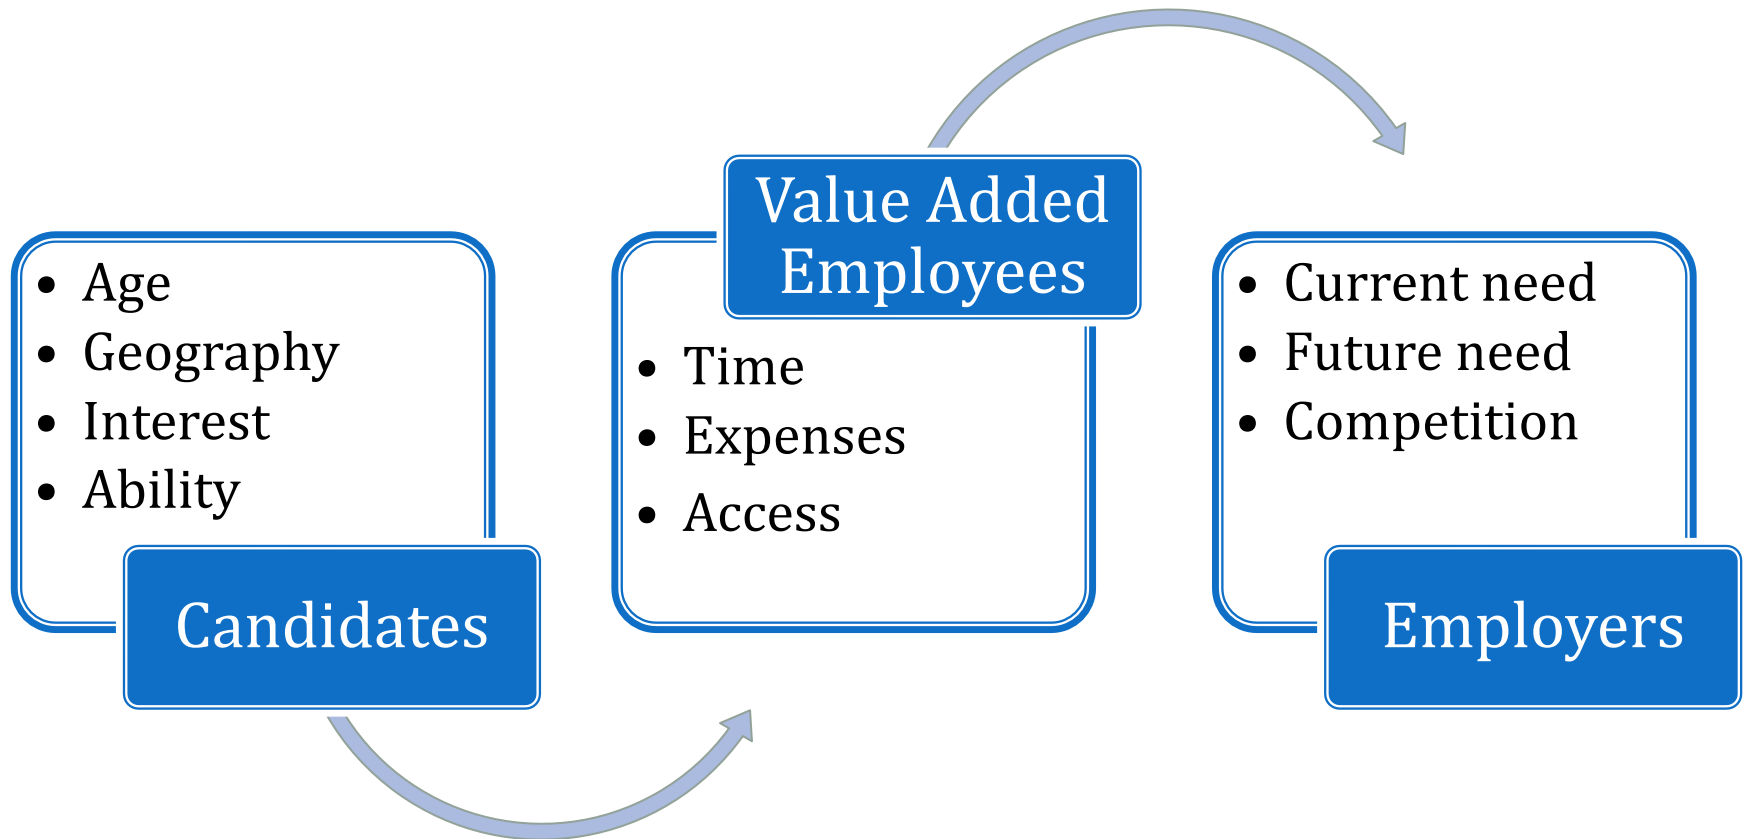 • Age
• Geography
• Interest
• Ability
Candidates
Value Added
Employees
• Time
• Expenses
• Access
• Current need
• Future need
• Competition
Employers